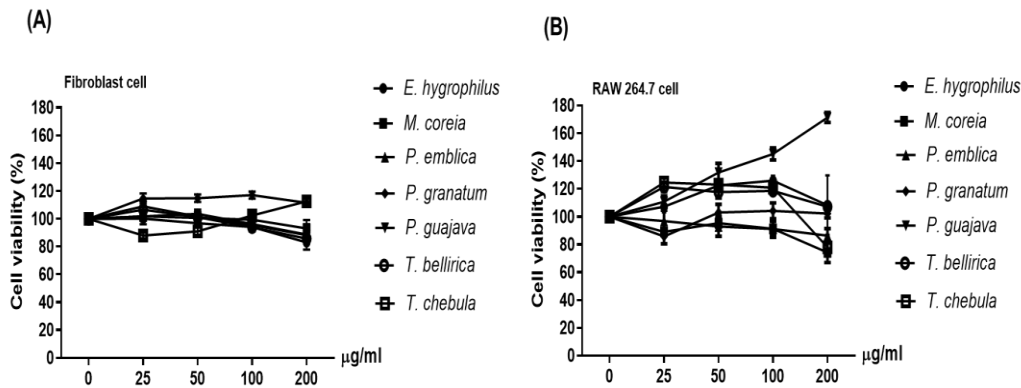 (A)
Fibroblast cell
Cell viability (%)
180
160
140
120
100
80
60
40
20
0
0 25 50 100 200
µg/ml
E. hygrophilus
M. coreia
P. emblica
P. granatum
P. guajava
T. bellirica
T. chebula
(B)
RAW 264.7 cell
Cell viability (%)
180
160
140
120
100
80
60
40
20
0
0 25 50 100 200
µg/ml
E. hygrophilus
M. coreia
P. emblica
P. granatum
P. guajava
T. bellirica
T. chebula